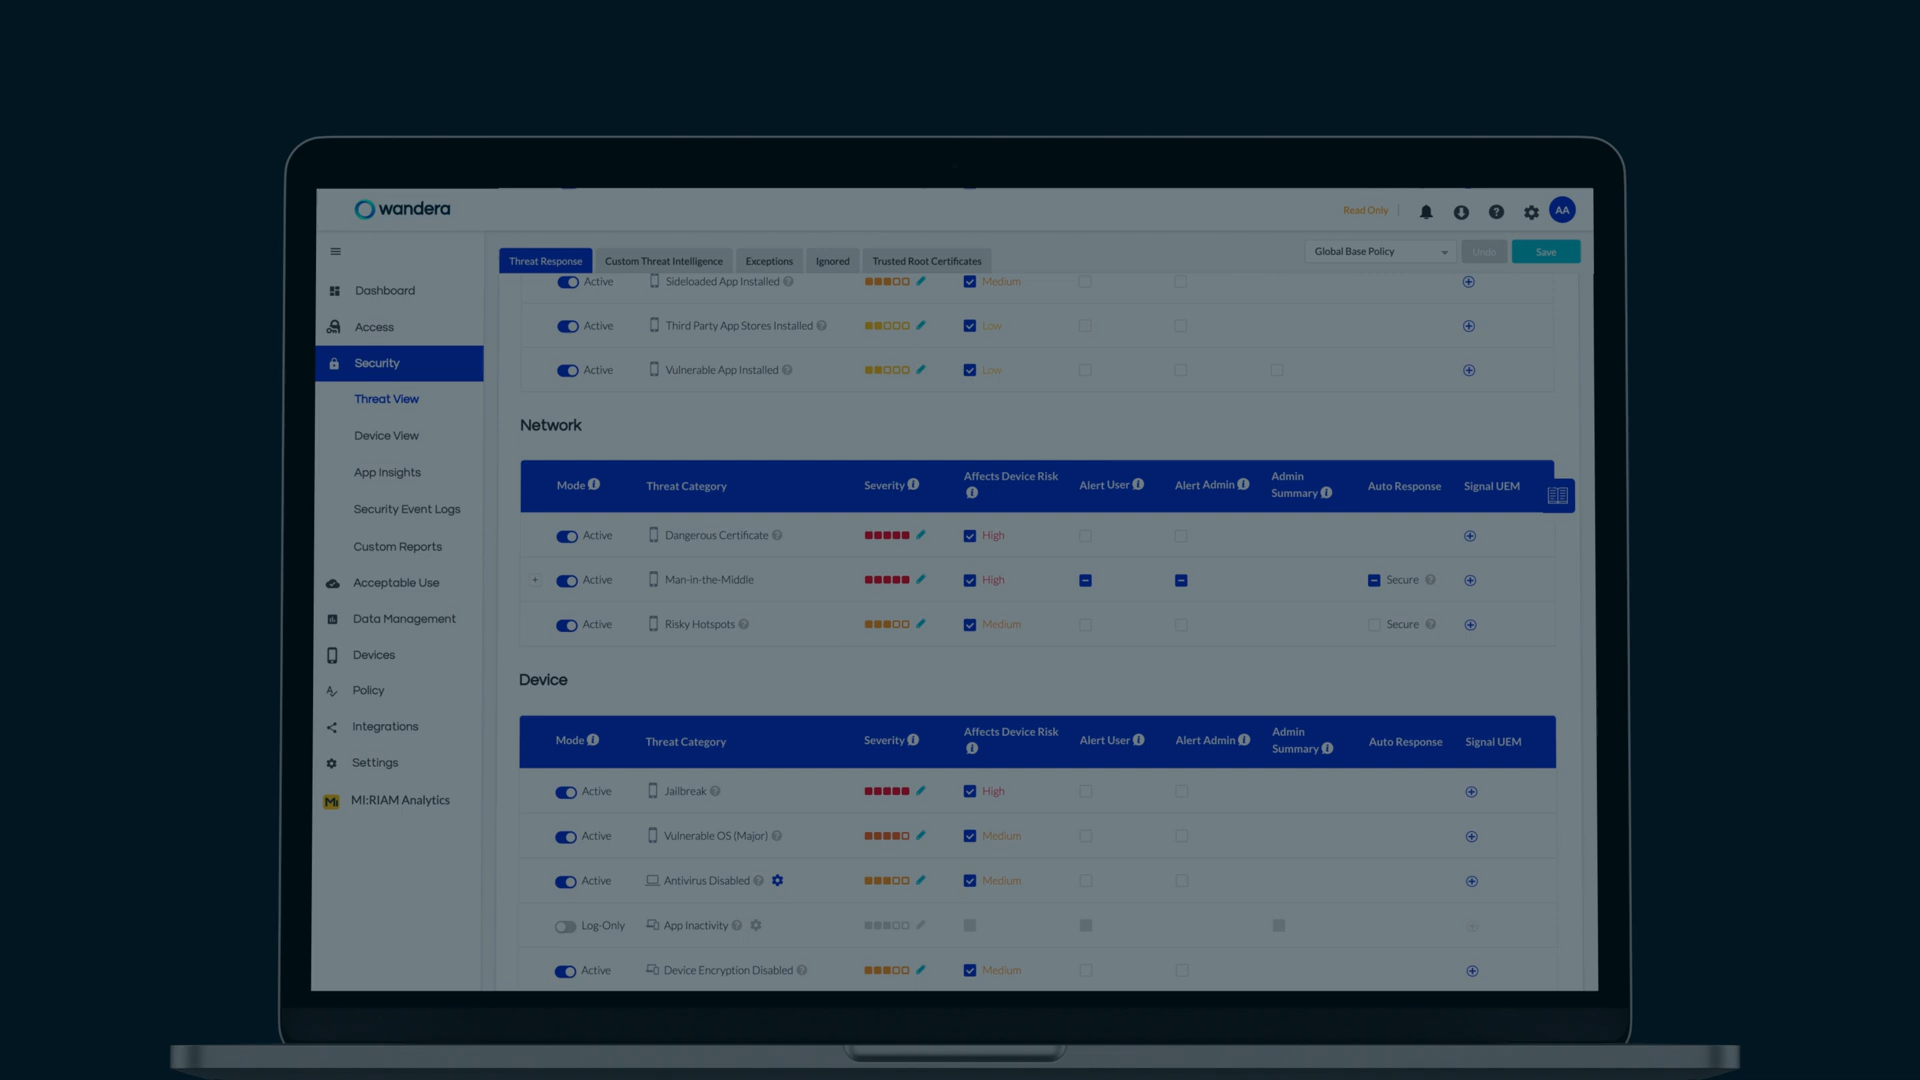 wandera
Read Only
AA
Threat Response
Custom Threat Intelligence
Exceptions
Ignored
Trusted Root Certificates
Global Base Policy
Undo
Save
Dashboard
Access
Security
Threat View
Device View
App Insights
Security Event Logs
Custom Reports
Acceptable Use
Data Management
Devices
Policy
Integrations
Settings
Mi MI:RIAM Analytics
Active Sideloaded App Installed Medium
Active Third Party App Stores Installed Low
Active Vulnerable App Installed Low
Network
Mode Threat Category Severity Affects Device Risk Alert User Alert Admin Admin Summary Auto Response Signal UEM
Active Dangerous Certificate High
Active Man-in-the-Middle High Secure
Active Risky Hotspots Medium Secure
Device
Mode Threat Category Severity Affects Device Risk Alert User Alert Admin Admin Summary Auto Response Signal UEM
Active Jailbreak High
Active Vulnerable OS (Major) Medium
Active Antivirus Disabled Medium
Log-Only App Inactivity
Active Device Encryption Disabled Medium